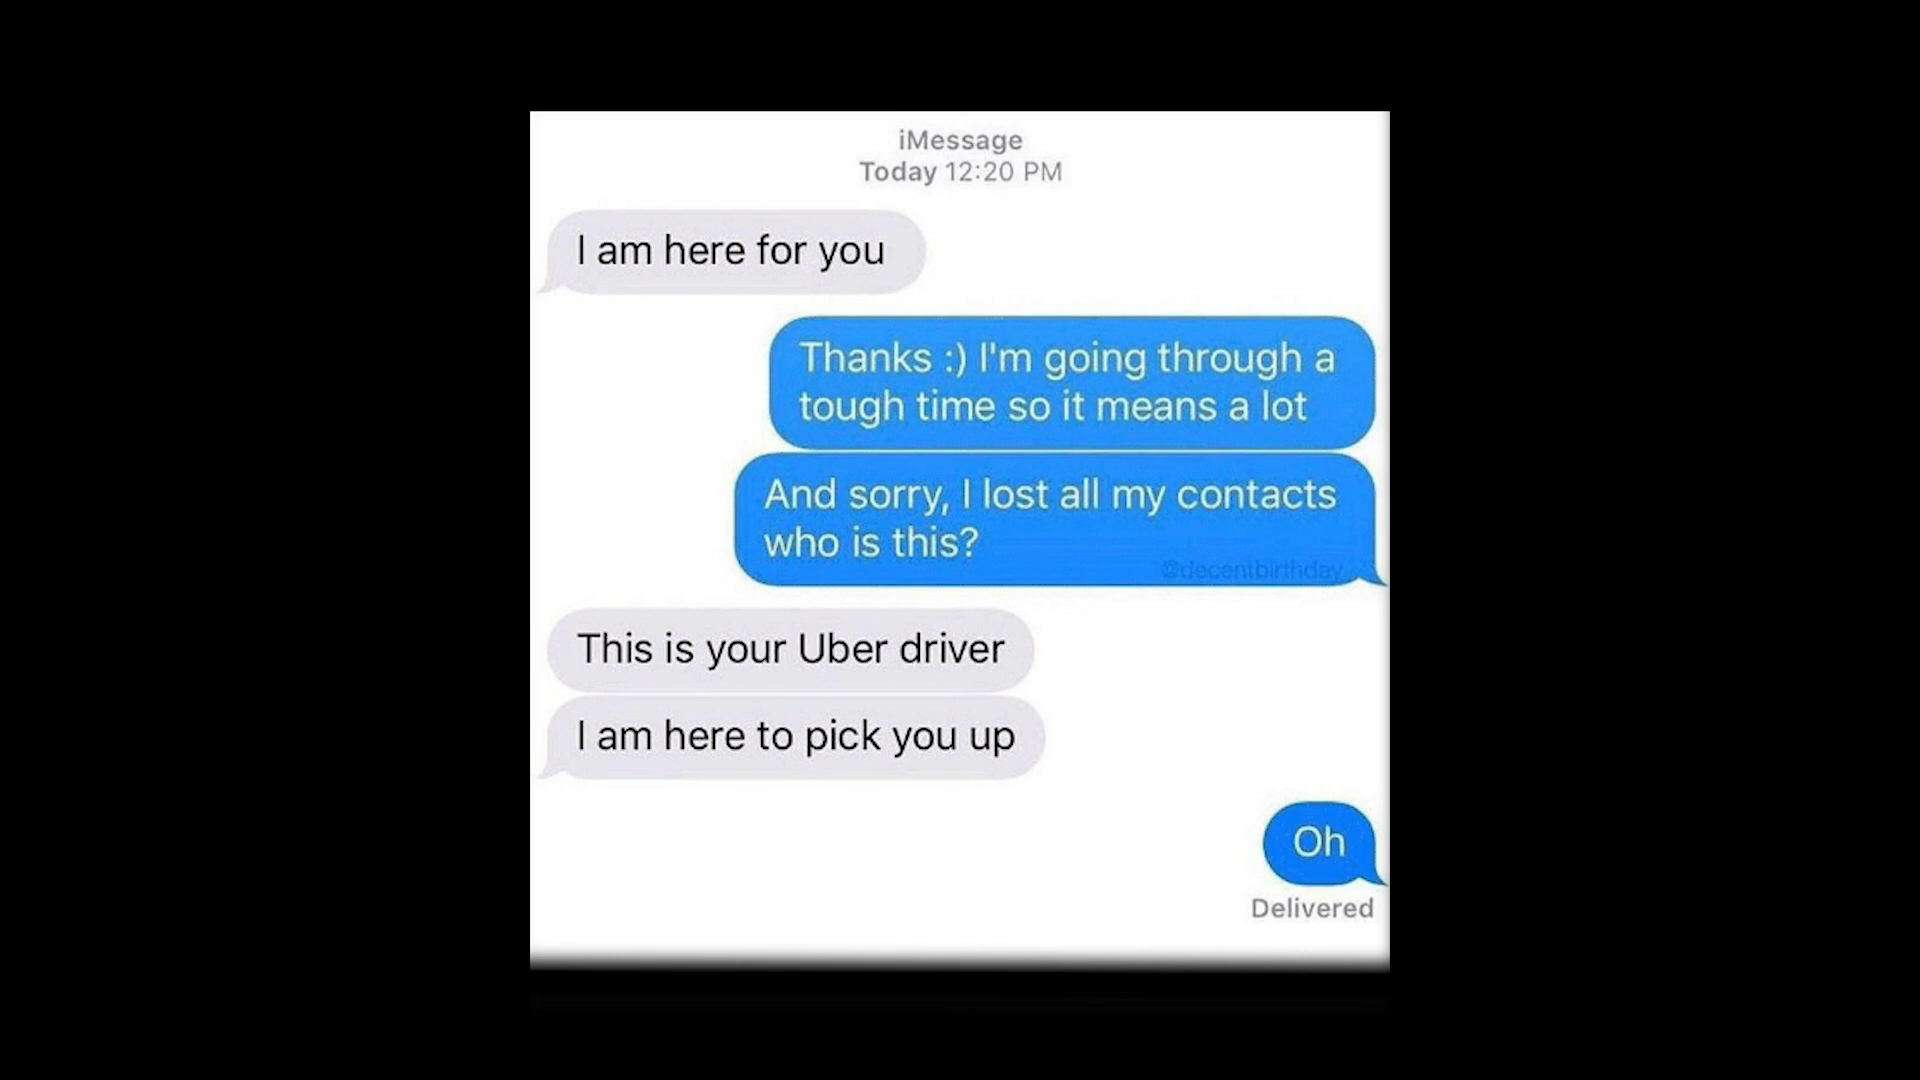 iMessage
Today 12:20 PM
I am here for you
Thanks :) I'm going through a
tough time so it means a lot
And sorry, I lost all my contacts
who is this?
@decentbirthday
This is your Uber driver
I am here to pick you up
Oh
Delivered